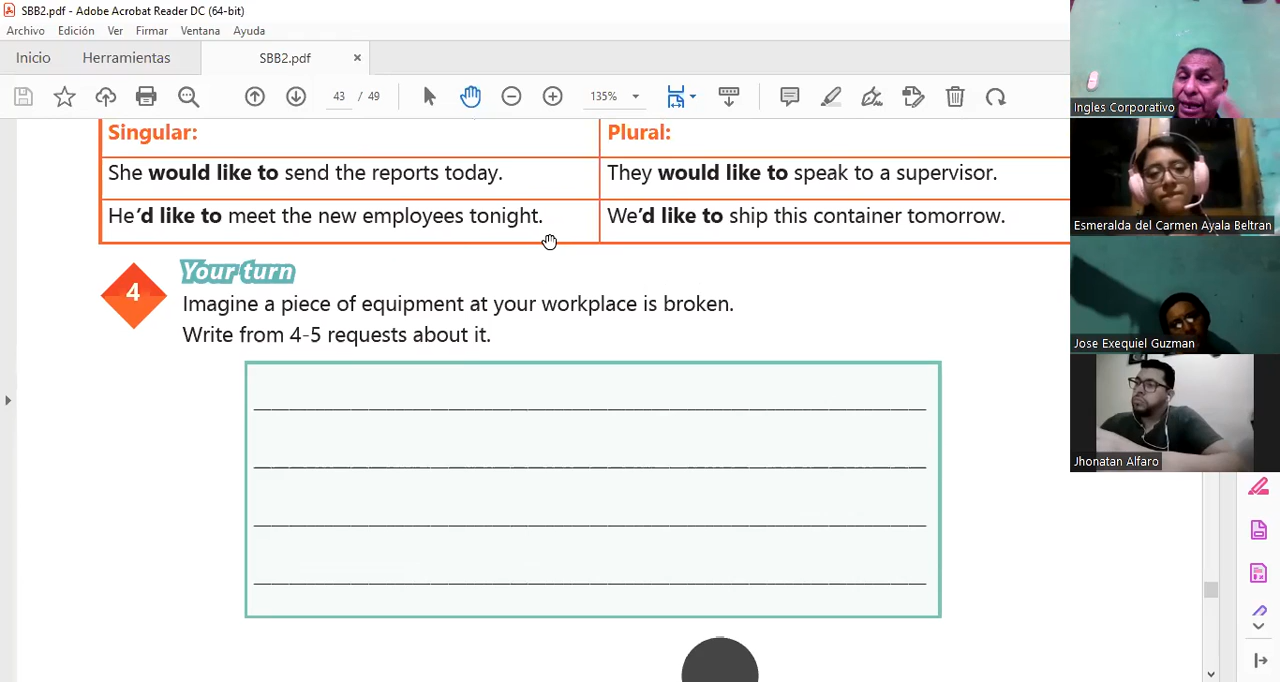 SBB2.pdf - Adobe Acrobat Reader DC (64-bit)
Archivo Edición Ver Firmar Ventana Ayuda
Inicio Herramientas SBB2.pdf ×
43 / 49 135%
Singular: Plural:
She would like to send the reports today. They would like to speak to a supervisor.
He'd like to meet the new employees tonight. We'd like to ship this container tomorrow.
4 Your turn
Imagine a piece of equipment at your workplace is broken.
Write from 4-5 requests about it.
Ingles Corporativo
Esmeralda del Carmen Ayala Beltran
Jose Exequiel Guzman
Jhonatan Alfaro